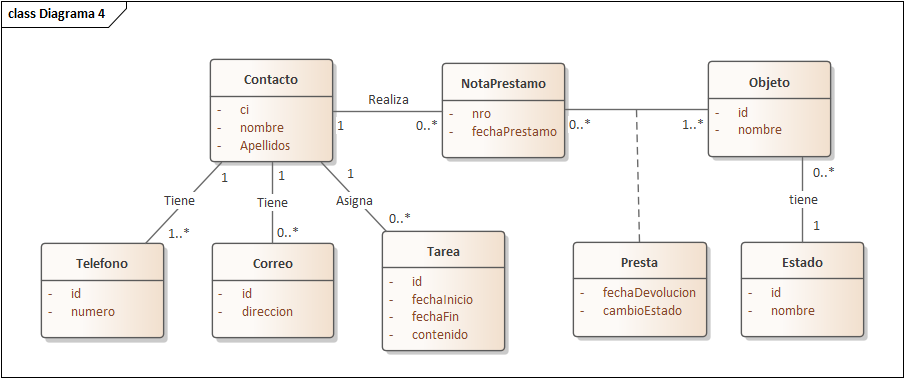 class Diagrama 4
Contacto
- ci
- nombre
- Apellidos
Realiza
1
0..*
NotaPrestamo
- nro
- fechaPrestamo
0..*
1..*
Objeto
- id
- nombre
1
Tiene
1..*
1
Tiene
0..*
1
Asigna
0..*
0..*
tiene
1
Telefono
- id
- numero
Correo
- id
- direccion
Tarea
- id
- fechaInicio
- fechaFin
- contenido
Presta
- fechaDevolucion
- cambioEstado
Estado
- id
- nombre